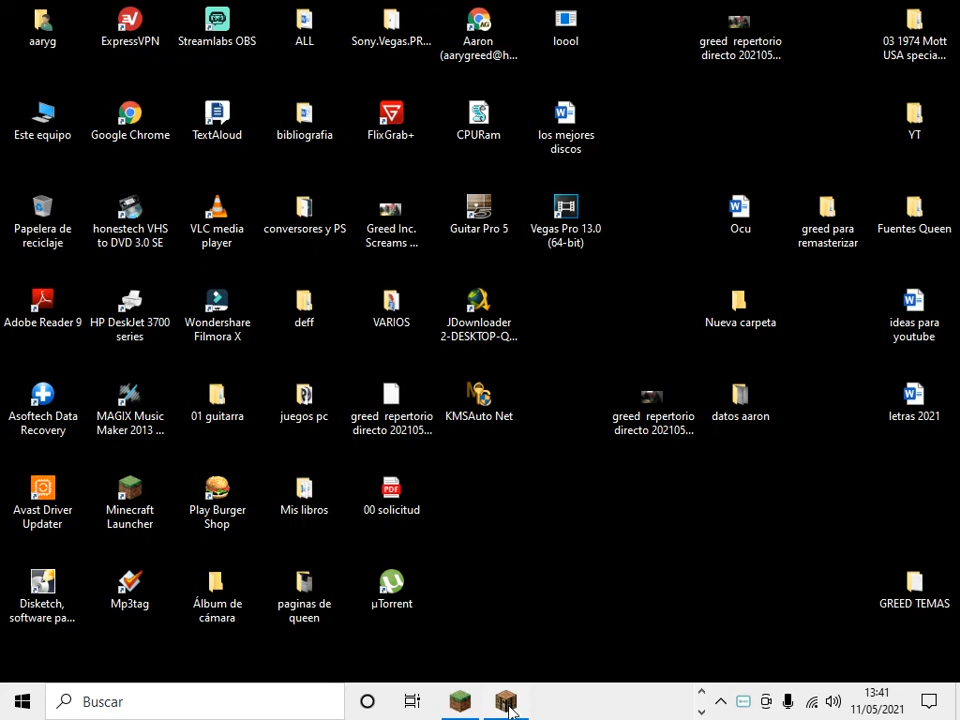 aaryg
ExpressVPN
Streamlabs OBS
ALL
Sony.Vegas.PR...
Aaron
(aarygreed@h...
loool
greed repertorio
directo 202105...
03 1974 Mott
USA specia...
Este equipo
Google Chrome
TextAloud
bibliografia
FlixGrab+
CPURam
los mejores
discos
YT
Papelera de
reciclaje
honestech VHS
to DVD 3.0 SE
VLC media
player
conversores y PS
Greed Inc.
Screams ...
Guitar Pro 5
Vegas Pro 13.0
(64-bit)
Ocu
greed para
remasterizar
Fuentes Queen
Adobe Reader 9
HP DeskJet 3700
series
Wondershare
Filmora X
deff
VARIOS
JDownloader
2-DESKTOP-Q...
Nueva carpeta
ideas para
youtube
Asoftech Data
Recovery
MAGIX Music
Maker 2013 ...
01 guitarra
juegos pc
greed repertorio
directo 202105...
KMSAuto Net
greed repertorio
directo 202105...
datos aaron
letras 2021
Avast Driver
Updater
Minecraft
Launcher
Play Burger
Shop
Mis libros
PDF
00 solicitud
Disketch,
software pa...
Mp3tag
Álbum de
cámara
paginas de
queen
µTorrent
GREED TEMAS
Buscar
13:41
11/05/2021